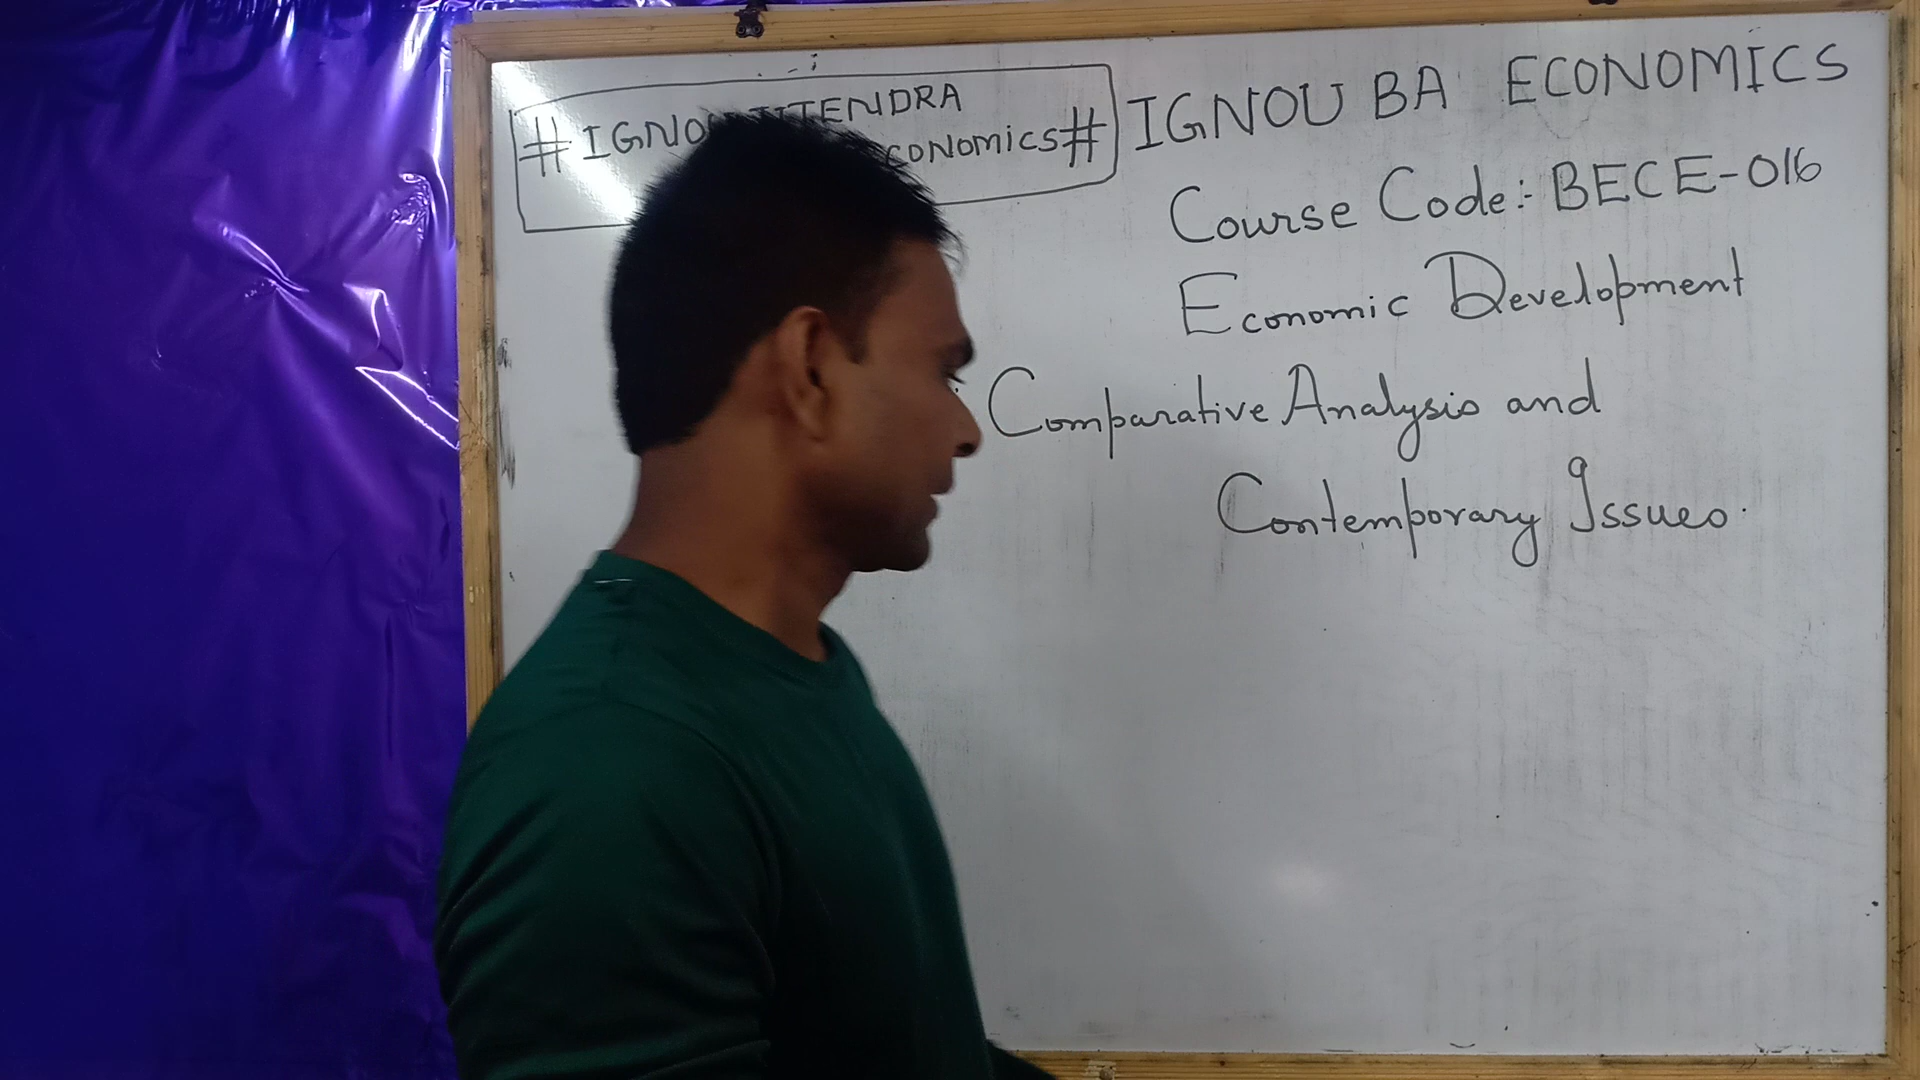 # IGNOU JITENDRA
ECONOMICS #
IGNOU BA ECONOMICS
Course Code:- BECE-016
Economic Development
Comparative Analysis and
Contemporary Issues.